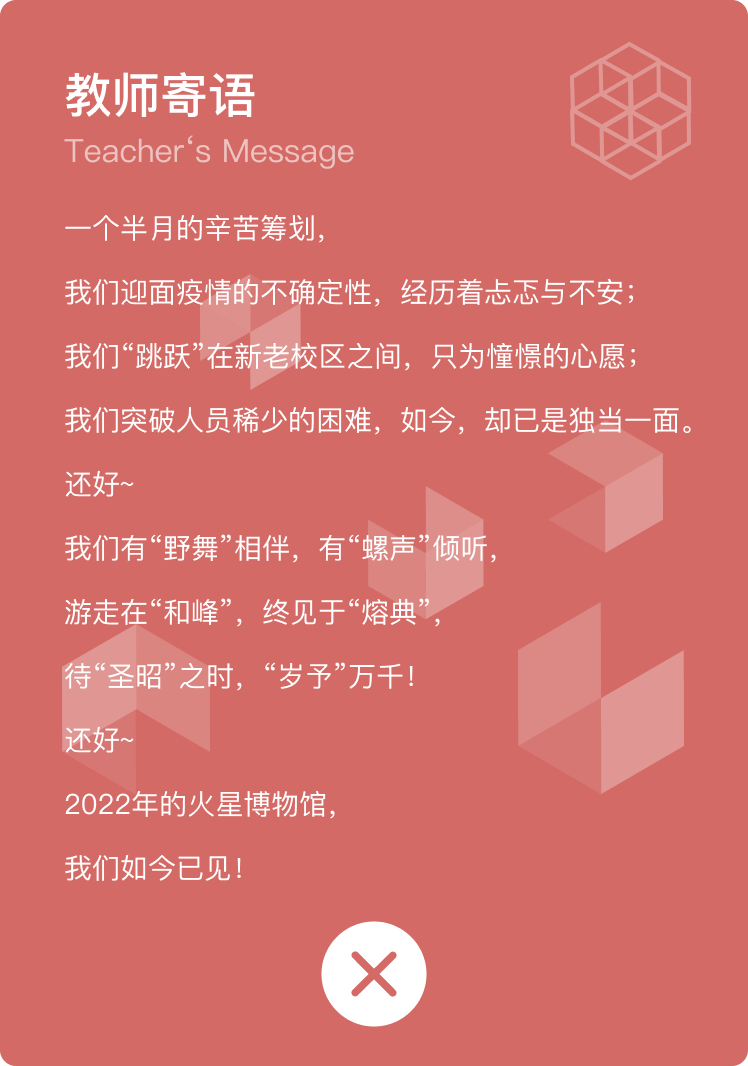 教师寄语
Teacher‘s Message
一个半月的辛苦筹划，
我们迎面疫情的不确定性，经历着忐忑与不安；
我们“跳跃”在新老校区之间，只为憧憬的心愿；
我们突破人员稀少的困难，如今，却已是独当一面。
还好~
我们有“野舞”相伴，有“螺声”倾听，
游走在“和峰”，终见于“熔典”，
待“圣昭”之时，“岁予”万千！
还好~
2022年的火星博物馆，
我们如今已见！